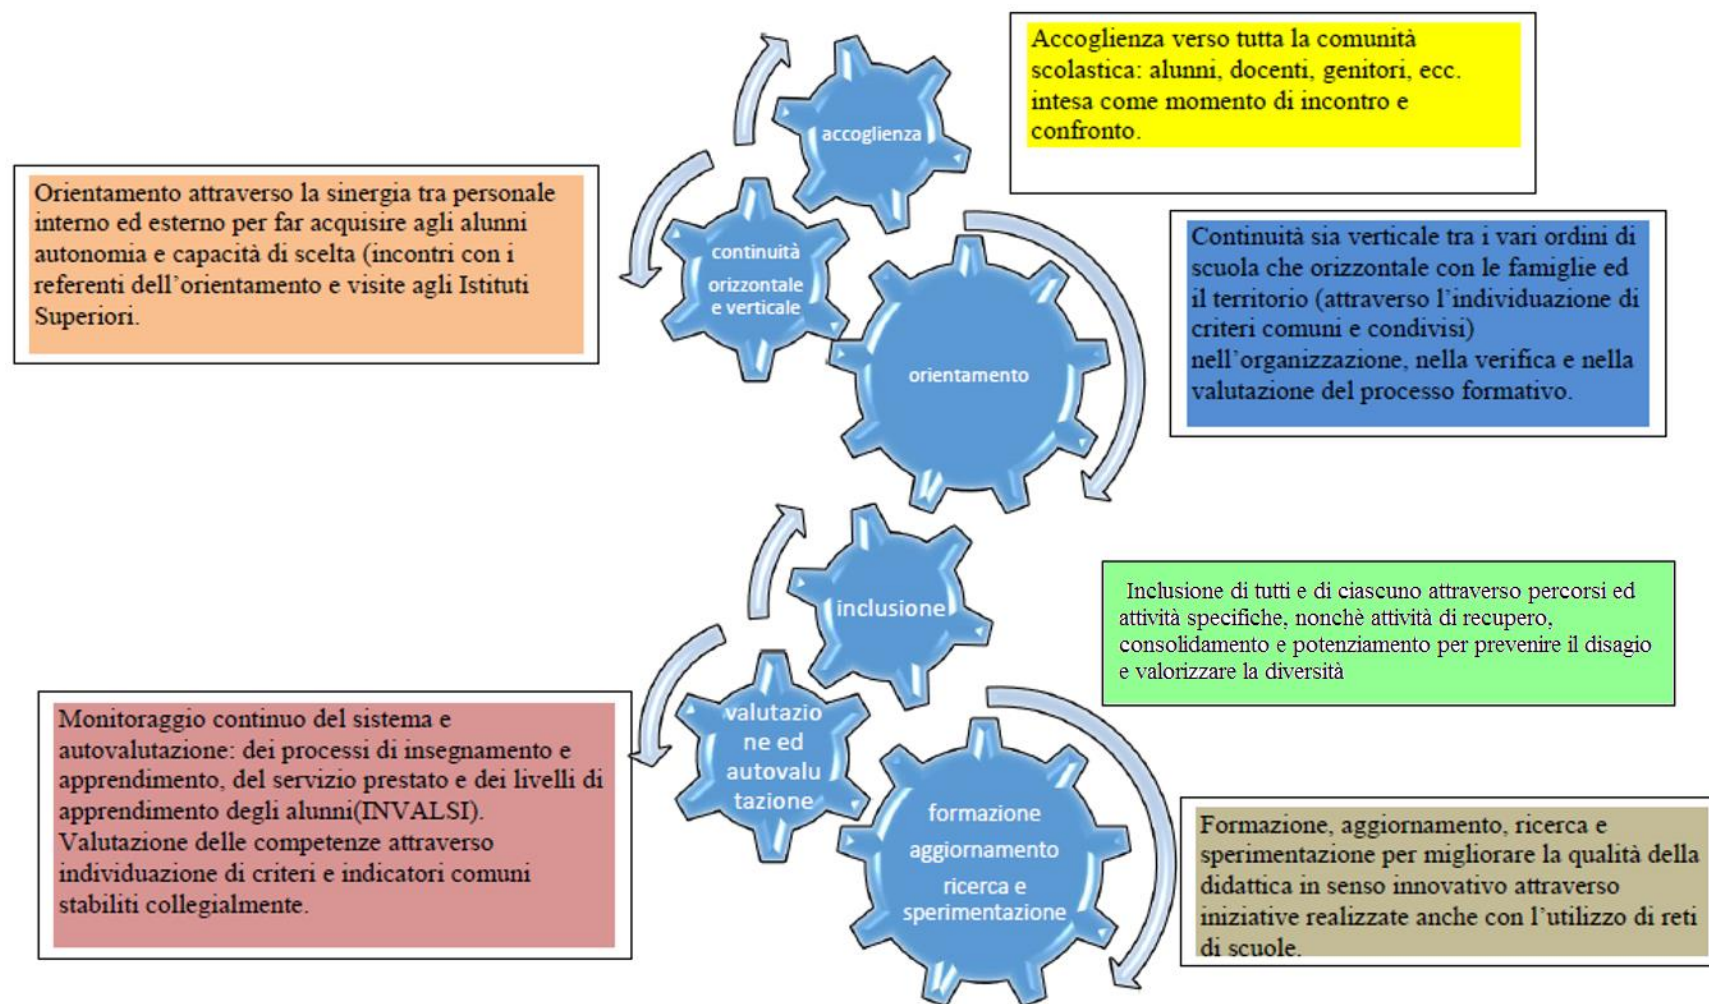 accoglienza
Accoglienza verso tutta la comunità
scolastica: alunni, docenti, genitori, ecc.
intesa come momento di incontro e
confronto.
Orientamento attraverso la sinergia tra personale
interno ed esterno per far acquisire agli alunni
autonomia e capacità di scelta (incontri con i
referenti dell’orientamento e visite agli Istituti
Superiori.
continuità
orizzontale
e verticale
Continuità sia verticale tra i vari ordini di
scuola che orizzontale con le famiglie ed
il territorio (attraverso l’individuazione di
criteri comuni e condivisi)
nell’organizzazione, nella verifica e nella
valutazione del processo formativo.
orientamento
inclusione
Inclusione di tutti e di ciascuno attraverso percorsi ed
attività specifiche, nonchè attività di recupero,
consolidamento e potenziamento per prevenire il disagio
e valorizzare la diversità
Monitoraggio continuo del sistema e
autovalutazione: dei processi di insegnamento e
apprendimento, del servizio prestato e dei livelli di
apprendimento degli alunni(INVALSI).
Valutazione delle competenze attraverso
individuazione di criteri e indicatori comuni
stabiliti collegialmente.
valutazio
ne ed
autovalu
tazione
formazione
aggiornamento
ricerca e
sperimentazione
Formazione, aggiornamento, ricerca e
sperimentazione per migliorare la qualità della
didattica in senso innovativo attraverso
iniziative realizzate anche con l’utilizzo di reti
di scuole.